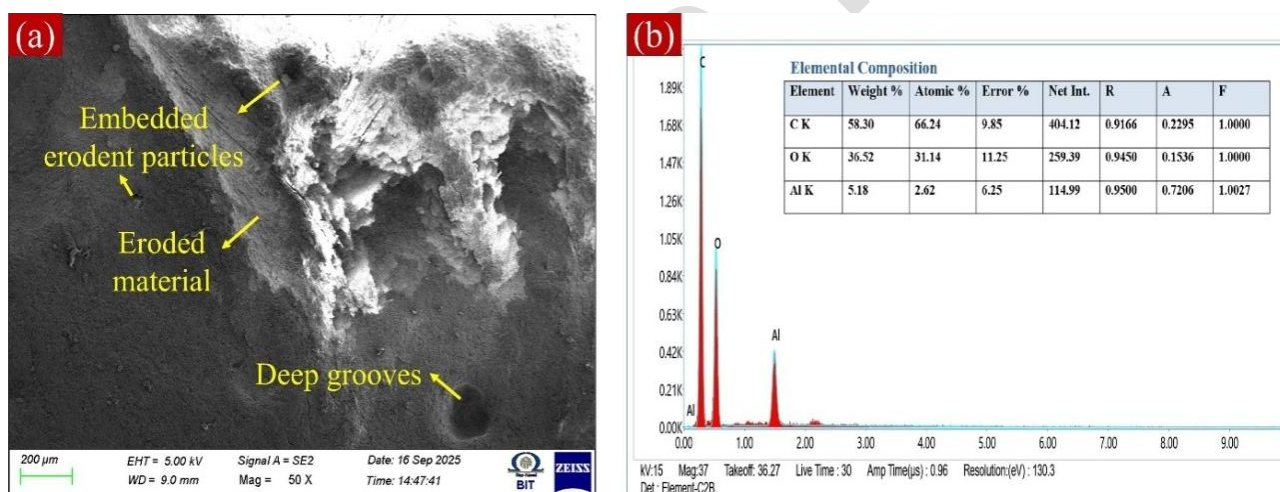 (a)
Embedded
erodent particles
Eroded
material
Deep grooves
200 µm
EHT = 5.00 kV
Signal A = SE2
Date: 16 Sep 2025
WD = 9.0 mm
Mag = 50 X
Time: 14:47:41
BIT
ZEISS
(b)
Elemental Composition
Element Weight % Atomic % Error % Net Int. R A F
C K 58.30 66.24 9.85 404.12 0.9166 0.2295 1.0000
O K 36.52 31.14 11.25 259.39 0.9450 0.1536 1.0000
Al K 5.18 2.62 6.25 114.99 0.9500 0.7206 1.0027
C
O
Al
Al
1.89K
1.68K
1.47K
1.26K
1.05K
0.84K
0.63K
0.42K
0.21K
0.00K
0.00 1.00 2.00 3.00 4.00 5.00 6.00 7.00 8.00 9.00
kV:15 Mag:37 Takeoff: 36.27 Live Time : 30 Amp Time(µs) : 0.96 Resolution:(eV) : 130.3
Det : Element-C2B